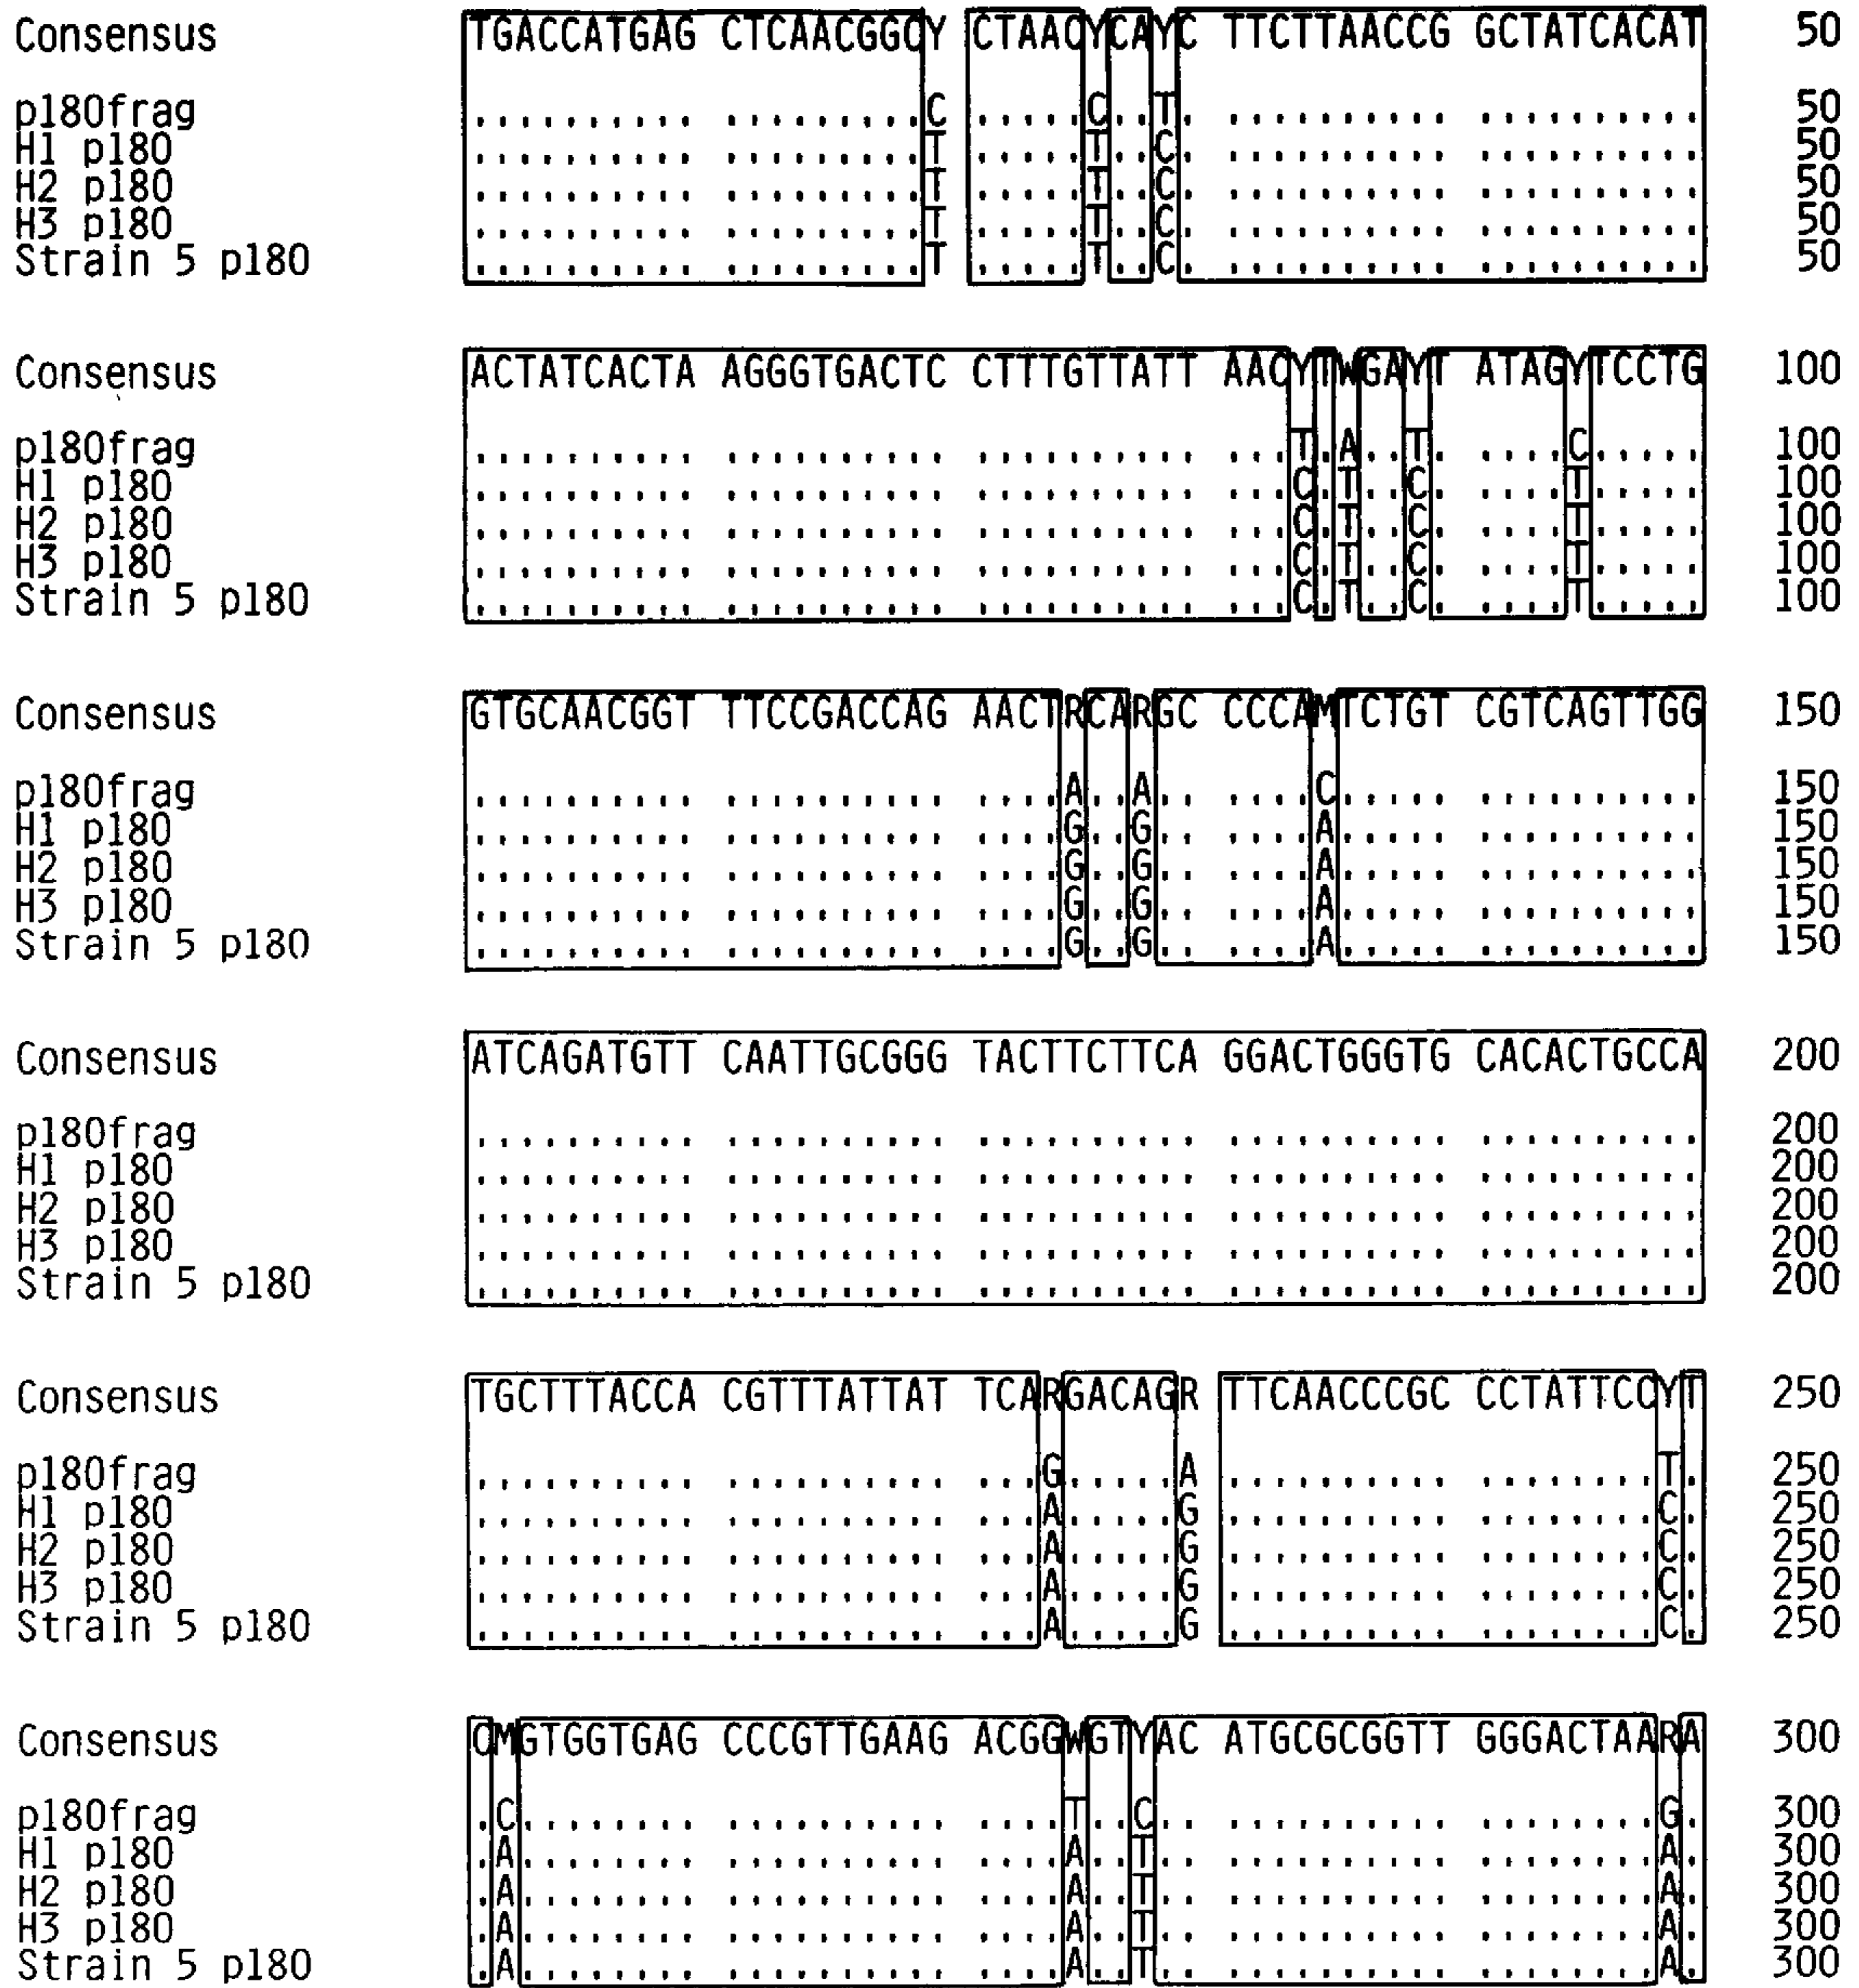 Consensus TGACCATGAG CTCAACGGCY CTAACYCAYC TTCTTAACCG GCTATCACAT 50
p180frag .......... .........C .....C..T. .......... .......... 50
H1 p180 .......... .........T .....T..C. .......... .......... 50
H2 p180 .......... .........T .....T..C. .......... .......... 50
H3 p180 .......... .........T .....T..C. .......... .......... 50
Strain 5 p180 .......... .........T .....T..C. .......... .......... 50
Consensus ACTATCACTA AGGGTGACTC CTTTGTTATT AACYTWGAYT ATAGYTCCTG 100
p180frag .......... .......... .......... ...T.A..T. ....C..... 100
H1 p180 .......... .......... .......... ...C.T..C. ....T..... 100
H2 p180 .......... .......... .......... ...C.T..C. ....T..... 100
H3 p180 .......... .......... .......... ...C.T..C. ....T..... 100
Strain 5 p180 .......... .......... .......... ...C.T..C. ....T..... 100
Consensus GTGCAACGGT TTCCGACCAG AACTRCARGC CCCAMTCTGT CGTCAGTTGG 150
p180frag .......... .......... ....A..A.. ....C..... .......... 150
H1 p180 .......... .......... ....G..G.. ....A..... .......... 150
H2 p180 .......... .......... ....G..G.. ....A..... .......... 150
H3 p180 .......... .......... ....G..G.. ....A..... .......... 150
Strain 5 p180 .......... .......... ....G..G.. ....A..... .......... 150
Consensus ATCAGATGTT CAATTGCGGG TACTTCTTCA GGACTGGGTG CACACTGCCA 200
p180frag .......... .......... .......... .......... .......... 200
H1 p180 .......... .......... .......... .......... .......... 200
H2 p180 .......... .......... .......... .......... .......... 200
H3 p180 .......... .......... .......... .......... .......... 200
Strain 5 p180 .......... .......... .......... .......... .......... 200
Consensus TGCTTTACCA CGTTTATTAT TCARGACAGR TTCAACCCGC CCTATTCCYT 250
p180frag .......... .......... ...G.....A .......... ........T. 250
H1 p180 .......... .......... ...A.....G .......... ........C. 250
H2 p180 .......... .......... ...A.....G .......... ........C. 250
H3 p180 .......... .......... ...A.....G .......... ........C. 250
Strain 5 p180 .......... .......... ...A.....G .......... ........C. 250
Consensus CMGTGGTGAG CCCGTTGAAG ACGGWGTYAC ATGCGCGGTT GGGACTAARA 300
p180frag .C........ .......... ....T..C.. .......... ........G. 300
H1 p180 .A........ .......... ....A..T.. .......... ........A. 300
H2 p180 .A........ .......... ....A..T.. .......... ........A. 300
H3 p180 .A........ .......... ....A..T.. .......... ........A. 300
Strain 5 p180 .A........ .......... ....A..T.. .......... ........A. 300